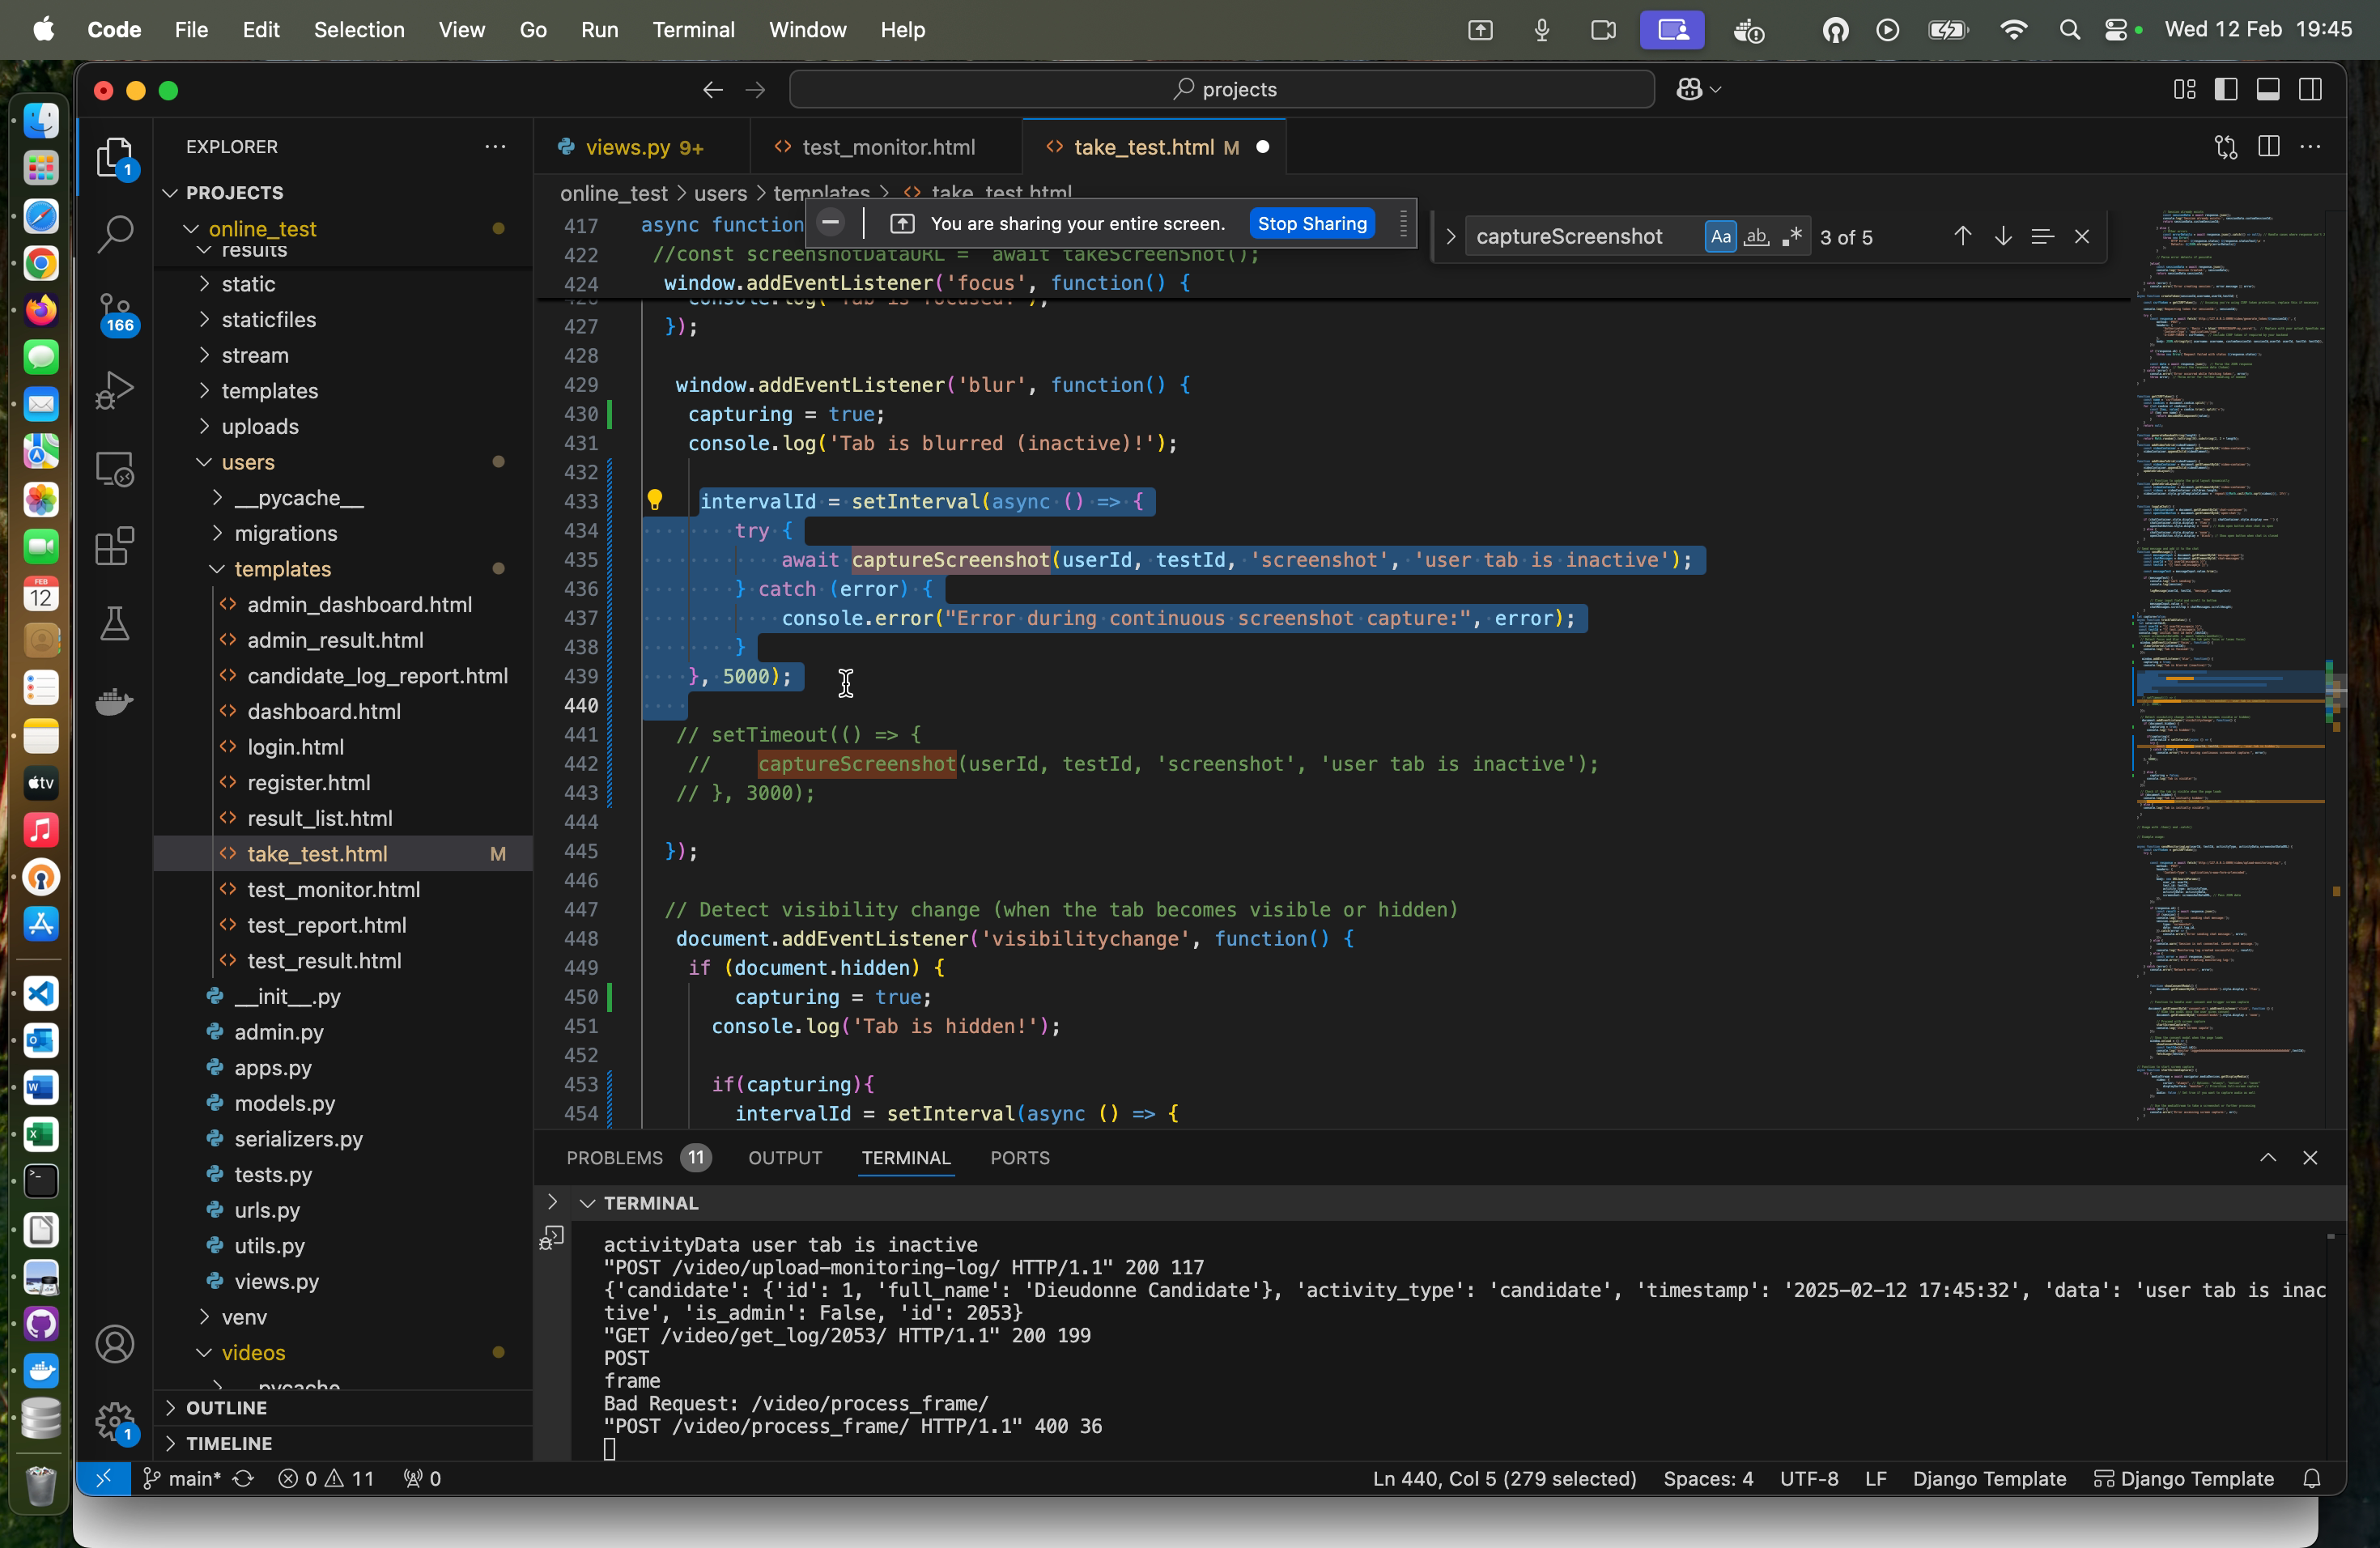 Code File Edit Selection View Go Run Terminal Window Help Wed 12 Feb 19:45
projects
EXPLORER
PROJECTS
online_test
results
static
staticfiles
stream
templates
uploads
users
__pycache__
migrations
templates
admin_dashboard.html
admin_result.html
candidate_log_report.html
dashboard.html
login.html
register.html
result_list.html
take_test.html M
test_monitor.html
test_report.html
test_result.html
__init__.py
admin.py
apps.py
models.py
serializers.py
tests.py
urls.py
utils.py
views.py
venv
videos
__pycache__
OUTLINE
TIMELINE
1
166
1
FEB
12
tv
views.py 9+ test_monitor.html take_test.html M
online_test > users > templates > take_test.html
You are sharing your entire screen. Stop Sharing
captureScreenshot Aa ab .* 3 of 5
417 async function
422 //const screenshotDataURL = await takeScreenShot();
424 window.addEventListener('focus', function() {
426 console.log('Tab is focused!');
427 });
428
429 window.addEventListener('blur', function() {
430 capturing = true;
431 console.log('Tab is blurred (inactive)!');
432
433 intervalId = setInterval(async () => {
434 try {
435 await captureScreenshot(userId, testId, 'screenshot', 'user tab is inactive');
436 } catch (error) {
437 console.error("Error during continuous screenshot capture:", error);
438 }
439 }, 5000);
440
441 // setTimeout(() => {
442 // captureScreenshot(userId, testId, 'screenshot', 'user tab is inactive');
443 // }, 3000);
444
445 });
446
447 // Detect visibility change (when the tab becomes visible or hidden)
448 document.addEventListener('visibilitychange', function() {
449 if (document.hidden) {
450 capturing = true;
451 console.log('Tab is hidden!');
452
453 if(capturing){
454 intervalId = setInterval(async () => {
PROBLEMS 11 OUTPUT TERMINAL PORTS
TERMINAL
activityData user tab is inactive
"POST /video/upload-monitoring-log/ HTTP/1.1" 200 117
{'candidate': {'id': 1, 'full_name': 'Dieudonne Candidate'}, 'activity_type': 'candidate', 'timestamp': '2025-02-12 17:45:32', 'data': 'user tab is inac
tive', 'is_admin': False, 'id': 2053}
"GET /video/get_log/2053/ HTTP/1.1" 200 199
POST
frame
Bad Request: /video/process_frame/
"POST /video/process_frame/ HTTP/1.1" 400 36
main* 0 11 0 Ln 440, Col 5 (279 selected) Spaces: 4 UTF-8 LF Django Template Django Template